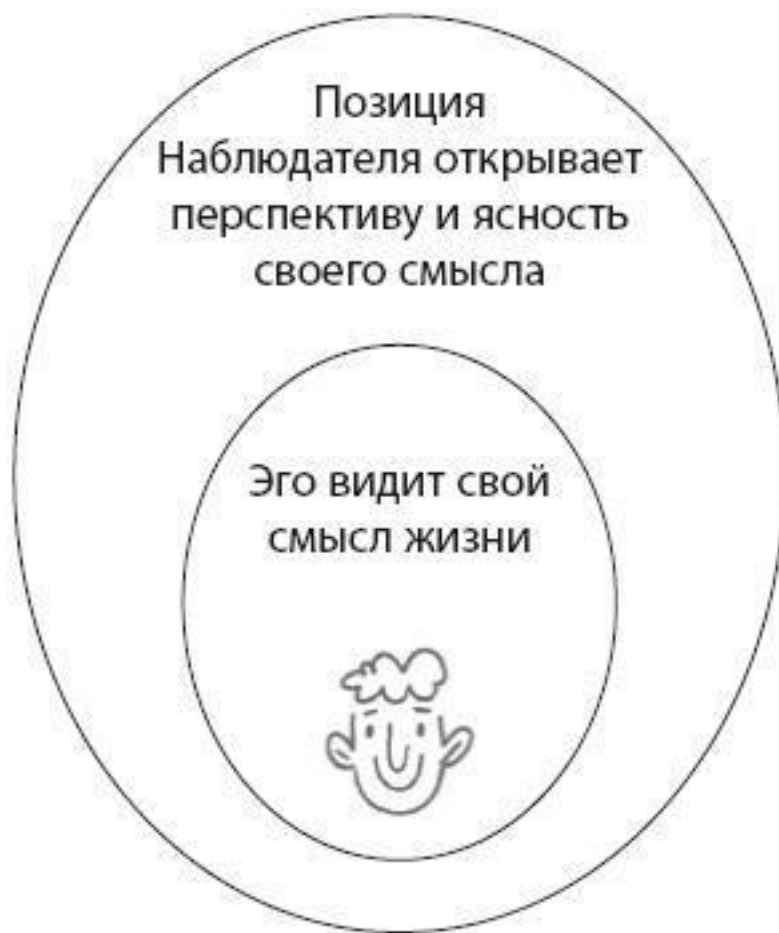 Позиция
Наблюдателя открывает
перспективу и ясность
своего смысла
Эго видит свой
смысл жизни